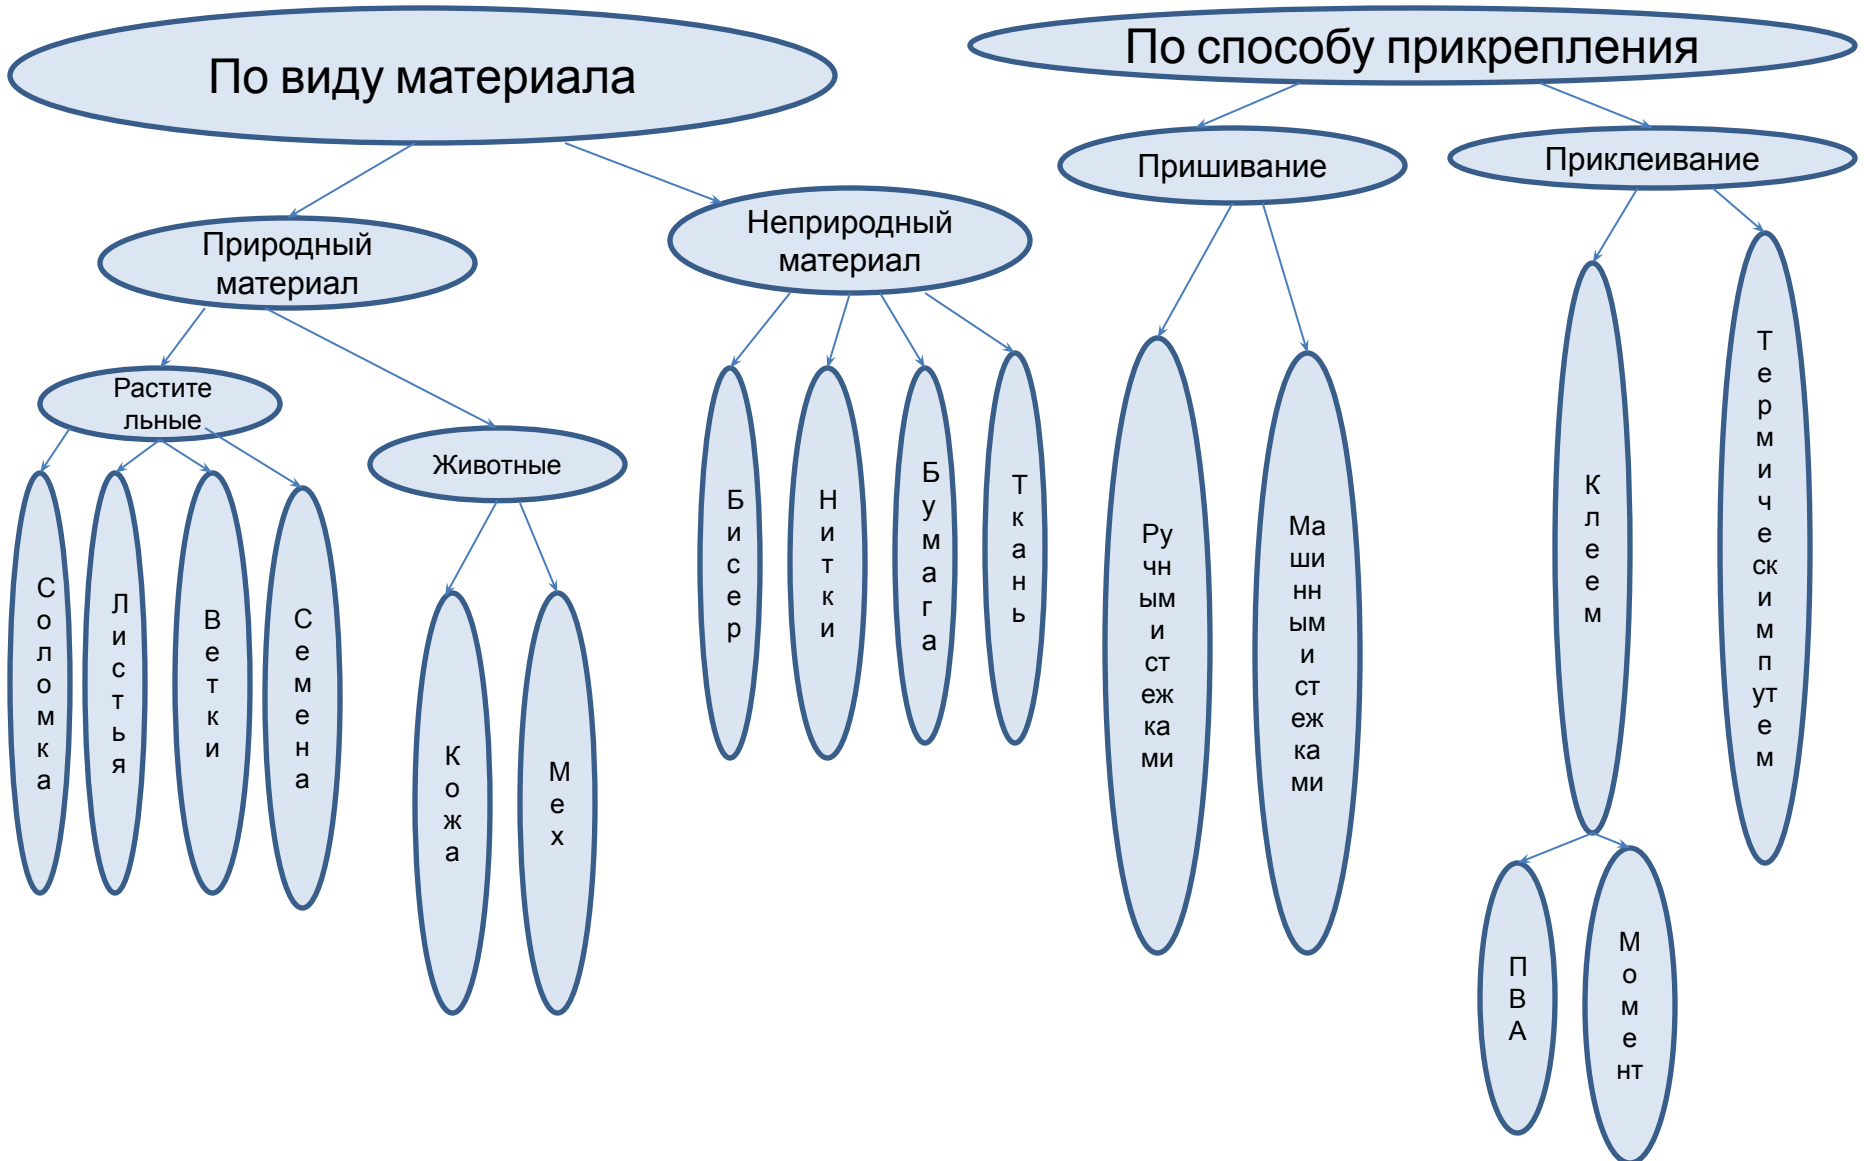 По виду материала
По способу прикрепления
Природный
материал
Неприродный
материал
Пришивание
Приклеивание
Растите
льные
Животные
С
о
л
о
м
к
а
Л
и
с
т
ь
я
В
е
т
к
и
С
е
м
е
н
а
К
о
ж
а
М
е
х
Б
и
с
е
р
Н
и
т
к
и
Б
у
м
а
г
а
Т
к
а
н
ь
Ру
чн
ым
и
ст
еж
ка
ми
Ма
ши
нн
ым
и
ст
еж
ка
ми
К
л
е
е
м
Т
е
р
м
и
ч
е
ск
и
м
п
ут
е
м
П
В
А
М
о
м
е
нт